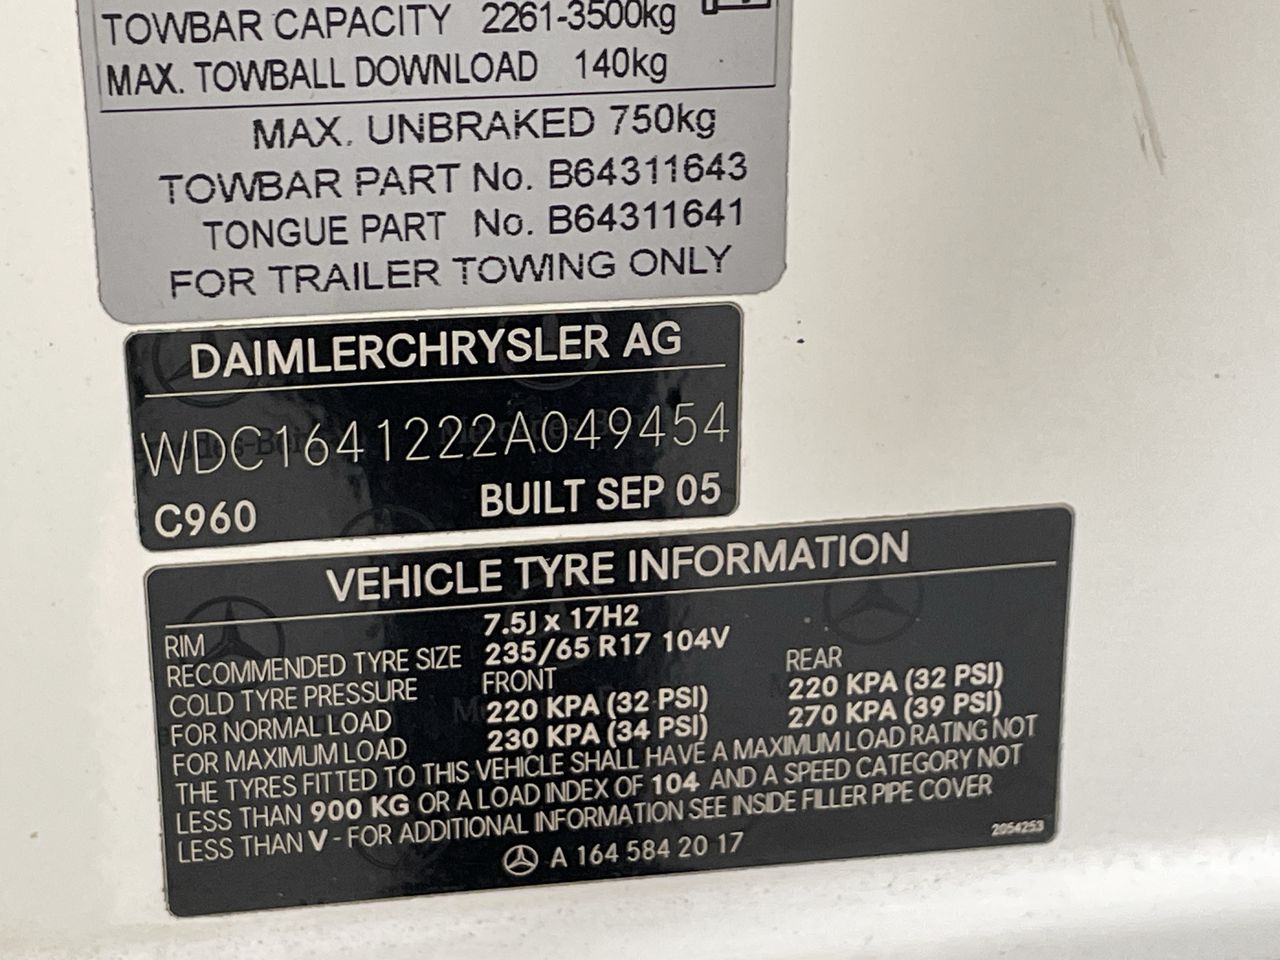 TOWBAR CAPACITY 2261-3500kg
MAX. TOWBALL DOWNLOAD 140kg
MAX. UNBRAKED 750kg
TOWBAR PART No. B64311643
TONGUE PART No. B64311641
FOR TRAILER TOWING ONLY
DAIMLERCHRYSLER AG
WDC1641222A049454
C960 BUILT SEP 05
VEHICLE TYRE INFORMATION
RIM 7.5J x 17H2
RECOMMENDED TYRE SIZE 235/65 R17 104V
COLD TYRE PRESSURE FRONT REAR
FOR NORMAL LOAD 220 KPA (32 PSI) 220 KPA (32 PSI)
FOR MAXIMUM LOAD 230 KPA (34 PSI) 270 KPA (39 PSI)
THE TYRES FITTED TO THIS VEHICLE SHALL HAVE A MAXIMUM LOAD RATING NOT
LESS THAN 900 KG OR A LOAD INDEX OF 104 AND A SPEED CATEGORY NOT
LESS THAN V - FOR ADDITIONAL INFORMATION SEE INSIDE FILLER PIPE COVER
A 164 584 20 17
2054253